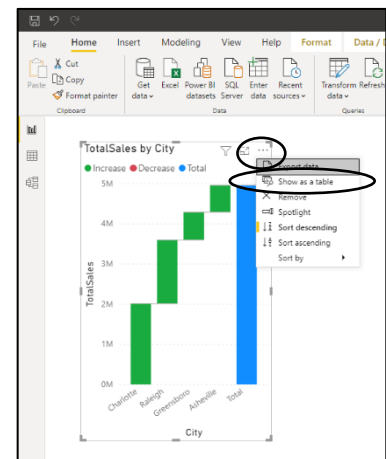 File Home Insert Modeling View Help Format Data /
Paste
Cut
Copy
Format painter
Clipboard
Get data
Excel
Power BI datasets
SQL Server
Enter data
Recent sources
Data
Transform data
Refresh
Queries
TotalSales by City
Increase Decrease Total
Export data
Show as a table
Remove
Spotlight
Sort descending
Sort ascending
Sort by
5M
4M
3M
2M
1M
0M
TotalSales
Charlotte
Raleigh
Greensboro
Asheville
Total
City